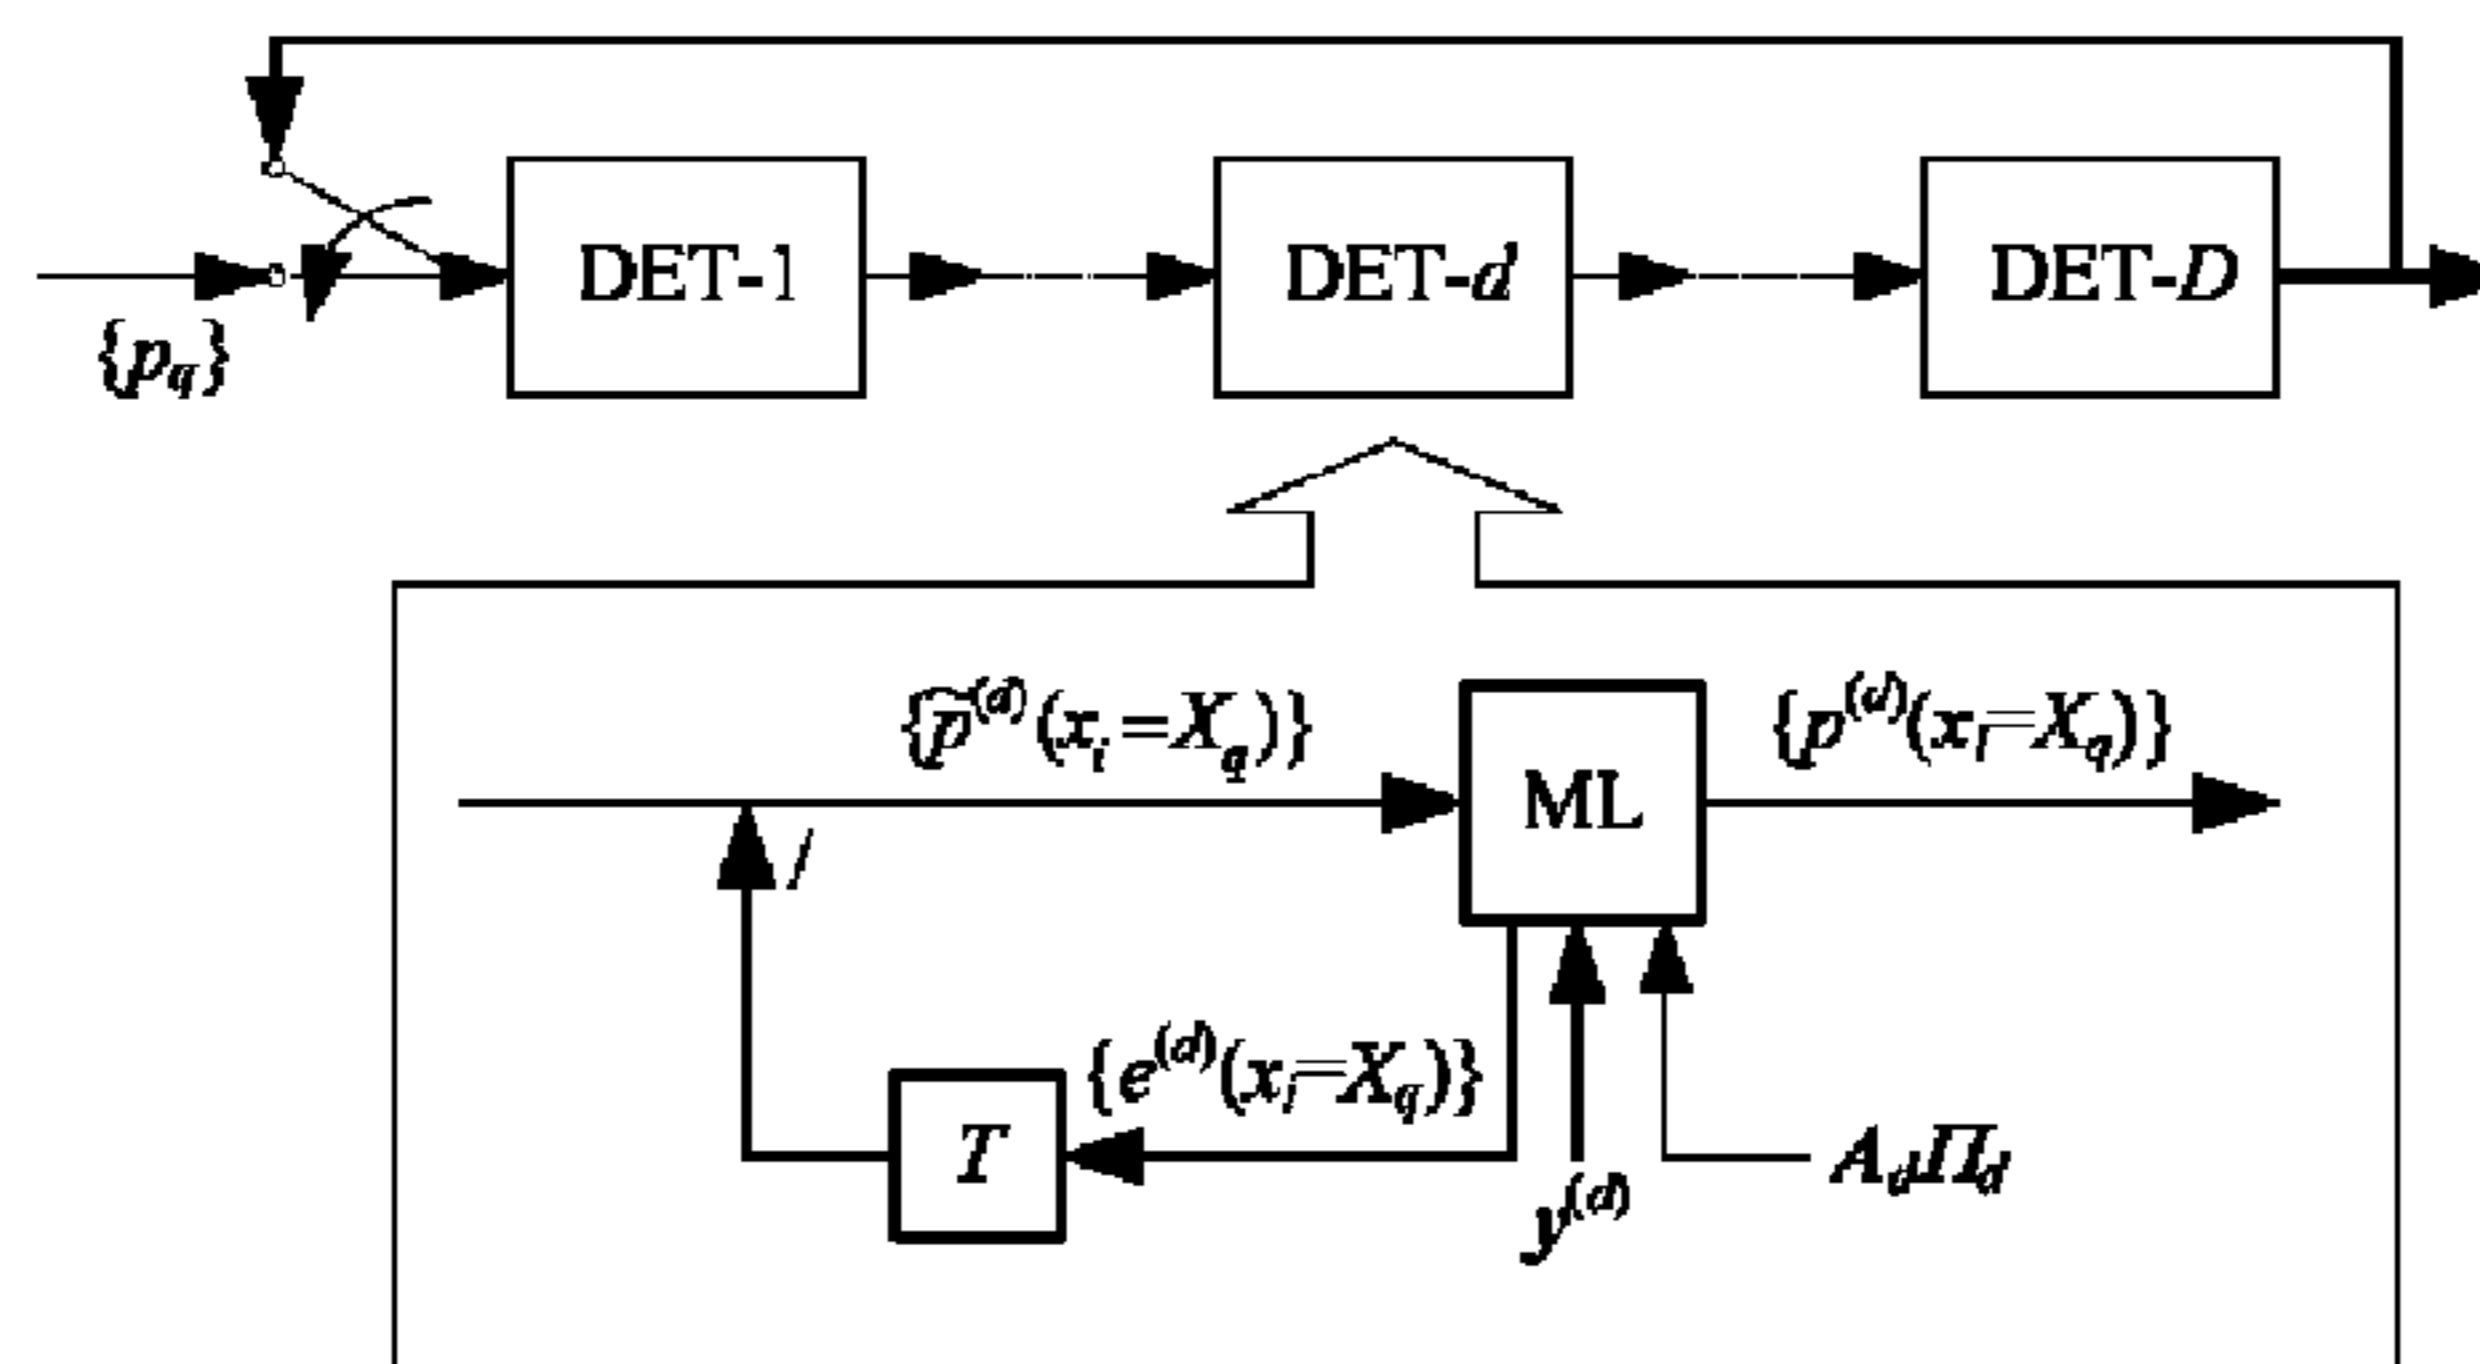 DET-1
DET-d
DET-D
{p_q}
{p̂^(d)(x_i=X_q)}
ML
{p^(d)(x_i=X_q)}
/
{e^(d)(x_i=X_q)}
T
y^(d)
A_dΠ_d